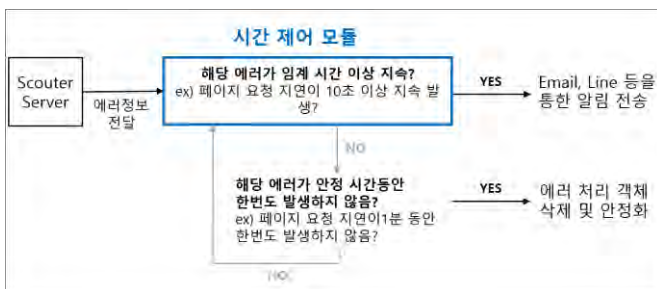 시간 제어 모듈
Scouter
Server
에러정보
전달
해당 에러가 임계 시간 이상 지속?
ex) 페이지 요청 지연이 10초 이상 지속 발
생?
YES
Email, Line 등을
통한 알림 전송
NO
해당 에러가 안정 시간동안
한번도 발생하지 않음?
ex) 페이지 요청 지연이1분 동안
한번도 발생하지 않음?
YES
에러 처리 객체
삭제 및 안정화
NO